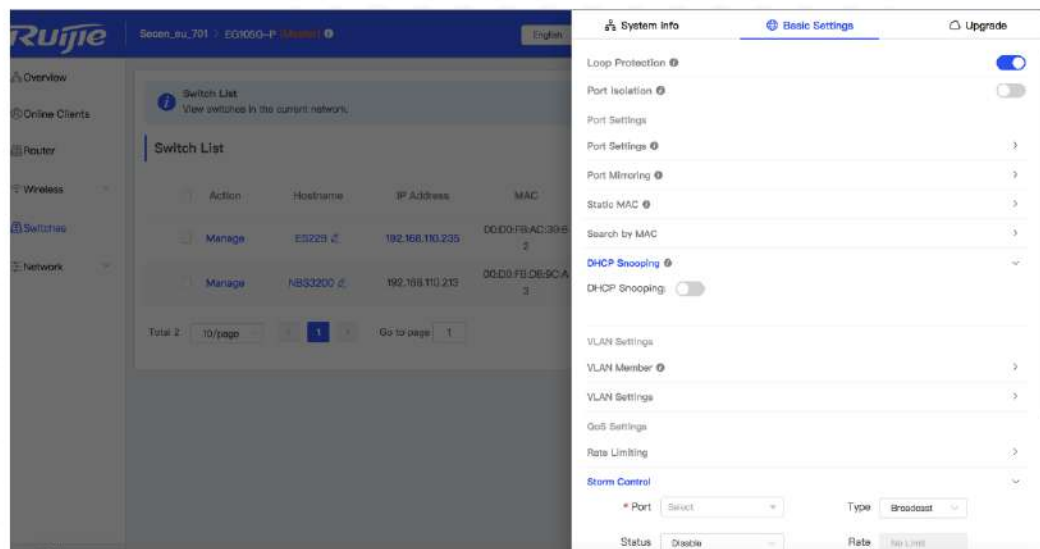 Ruijie
Secen_eu_701 > EG105G-P (Master)
English
Overview
Online Clients
Router
Wireless
Switches
Network
Switch List
View switches in the current network.
Switch List
Action Hostname IP Address MAC
Manage ES229 192.168.110.235
Manage NBS3200 192.168.110.213
Total 2 10/page 1 Go to page 1
System Info Basic Settings Upgrade
Loop Protection
Port Isolation
Port Settings
Port Settings
Port Mirroring
Static MAC
Search by MAC
DHCP Snooping
DHCP Snooping:
VLAN Settings
VLAN Member
VLAN Settings
QoS Settings
Rate Limiting
Storm Control
* Port Select Type Broadcast
Status Disable Rate No Limit